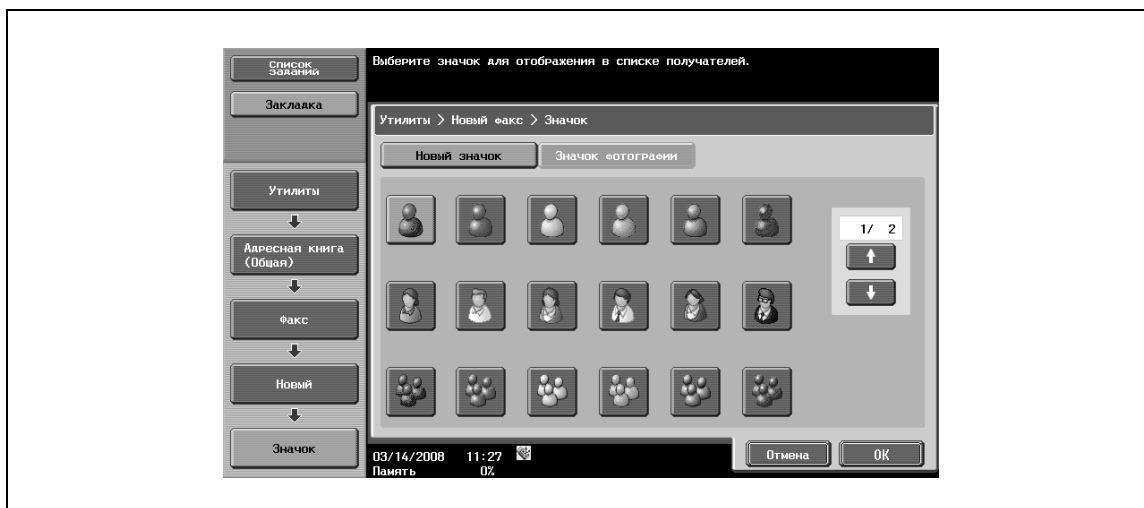 Список
заданий
Закладка
Утилиты
Адресная книга
(Общая)
Факс
Новый
Значок
Выберите значок для отображения в списке получателей.
Утилиты > Новый факс > Значок
Новый значок
Значок фотографии
1/ 2
03/14/2008 11:27
Память 0%
Отмена
OK